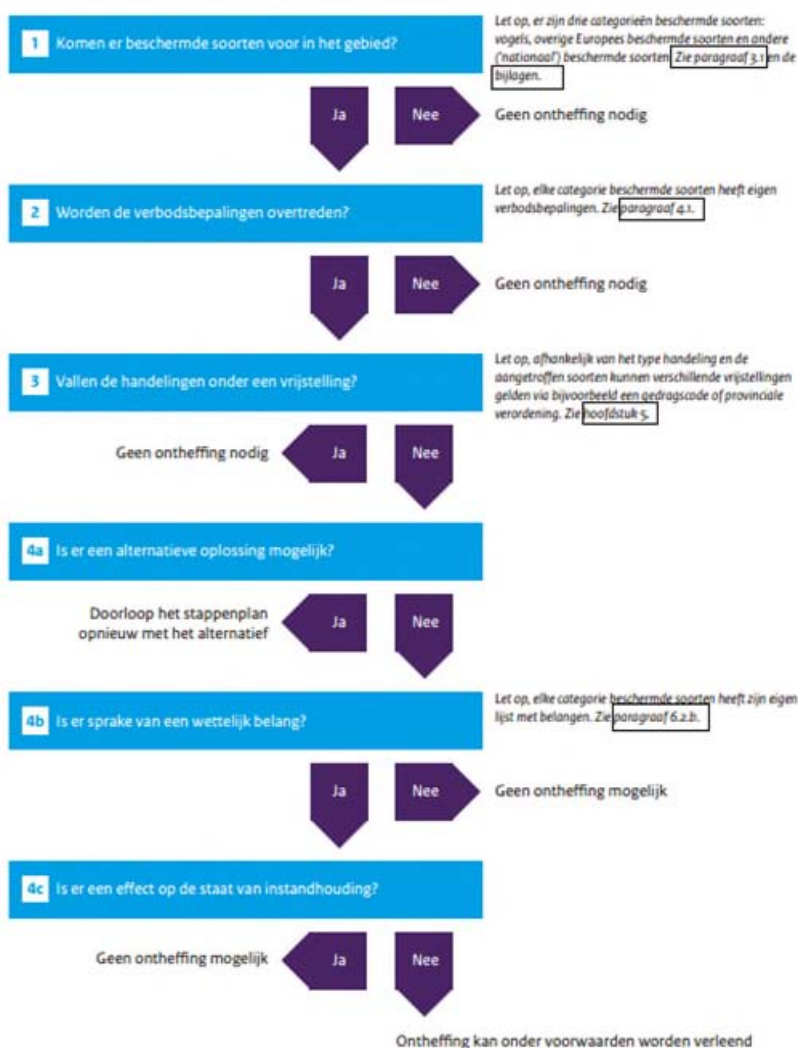 1 Komen er beschermde soorten voor in het gebied?
Let op, er zijn drie categorieën beschermde soorten:
vogels, overige Europees beschermde soorten en andere
('nationaal') beschermde soorten. Zie paragraaf 3.1 en de
bijlagen.
Ja
Nee
Geen ontheffing nodig
2 Worden de verbodsbepalingen overtreden?
Let op, elke categorie beschermde soorten heeft eigen
verbodsbepalingen. Zie paragraaf 4.1.
Ja
Nee
Geen ontheffing nodig
3 Vallen de handelingen onder een vrijstelling?
Let op, afhankelijk van het type handeling en de
aangetroffen soorten kunnen verschillende vrijstellingen
gelden via bijvoorbeeld een gedragscode of provinciale
verordening. Zie hoofdstuk 5.
Geen ontheffing nodig
Ja
Nee
4a Is er een alternatieve oplossing mogelijk?
Doorloop het stappenplan
opnieuw met het alternatief
Ja
Nee
4b Is er sprake van een wettelijk belang?
Let op, elke categorie beschermde soorten heeft zijn eigen
lijst met belangen. Zie paragraaf 6.2.b.
Ja
Nee
Geen ontheffing mogelijk
4c Is er een effect op de staat van instandhouding?
Geen ontheffing mogelijk
Ja
Nee
Ontheffing kan onder voorwaarden worden verleend